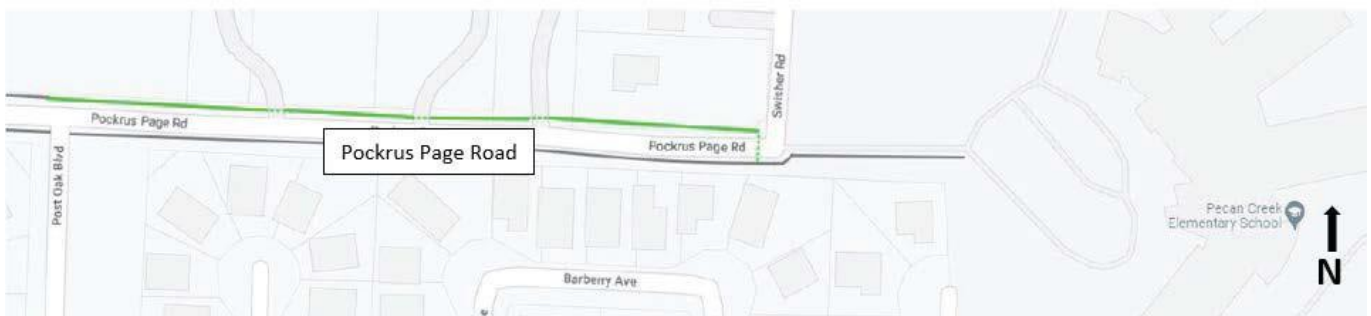 Swisher Rd
Pockrus Page Rd
Pockrus Page Road
Pockrus Page Rd
Post Oak Blvd
Pecan Creek
Elementary School
N
Barberry Ave